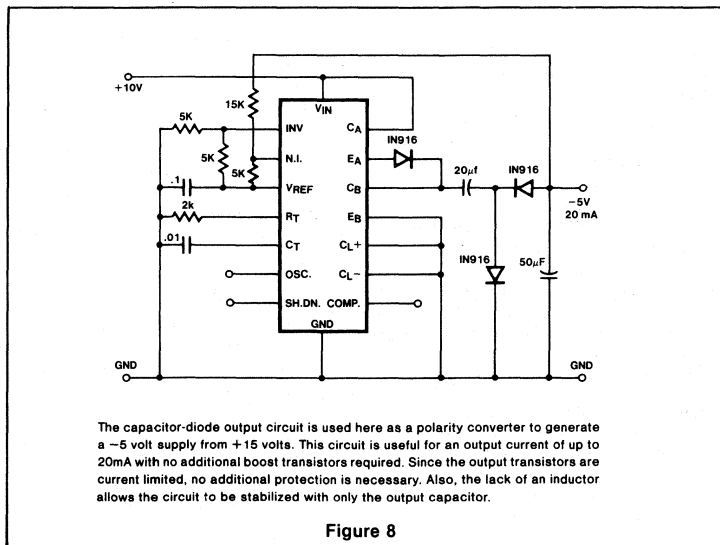 +10V
15K
VIN
5K
INV
CA
IN916
5K
N.I.
EA
20μf
IN916
.1
5K
VREF
CB
−5V
20 mA
2k
RT
EB
.01
CT
CL+
IN916
50μF
OSC.
CL−
SH.DN.
COMP.
GND
GND
GND
The capacitor-diode output circuit is used here as a polarity converter to generate
a −5 volt supply from +15 volts. This circuit is useful for an output current of up to
20mA with no additional boost transistors required. Since the output transistors are
current limited, no additional protection is necessary. Also, the lack of an inductor
allows the circuit to be stabilized with only the output capacitor.
Figure 8